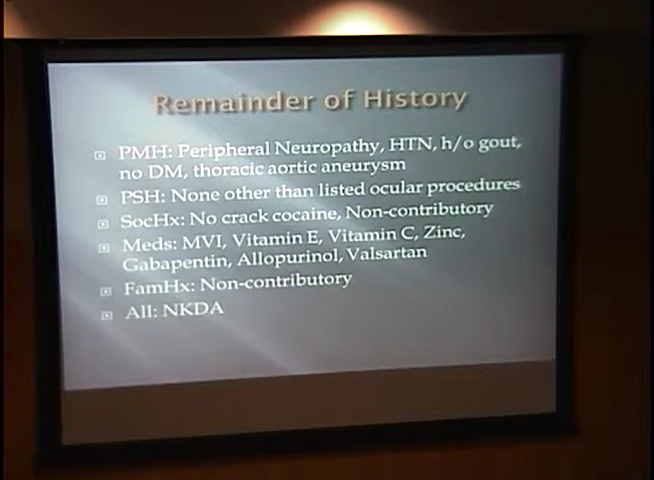 Remainder of History
PMH: Peripheral Neuropathy, HTN, h/o gout,
no DM, thoracic aortic aneurysm
PSH: None other than listed ocular procedures
SocHx: No crack cocaine, Non-contributory
Meds: MVI, Vitamin E, Vitamin C, Zinc,
Gabapentin, Allopurinol, Valsartan
FamHx: Non-contributory
All: NKDA